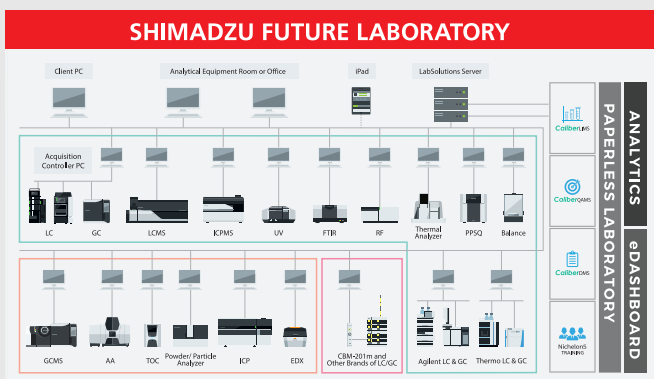 SHIMADZU FUTURE LABORATORY
Client PC
Analytical Equipment Room or Office
iPad
LabSolutions Server
Acquisition
Controller PC
LC
GC
LCMS
ICPMS
UV
FTIR
RF
Thermal
Analyzer
PPSQ
Balance
GCMS
AA
TOC
Powder/ Particle
Analyzer
ICP
EDX
CBM-201m and
Other Brands of LC/GC
Agilent LC & GC
Thermo LC & GC
CaliberLIMS
CaliberQAMS
CaliberDMS
Nichelon5
TRAINING
PAPERLESS LABORATORY
ANALYTICS
eDASHBOARD